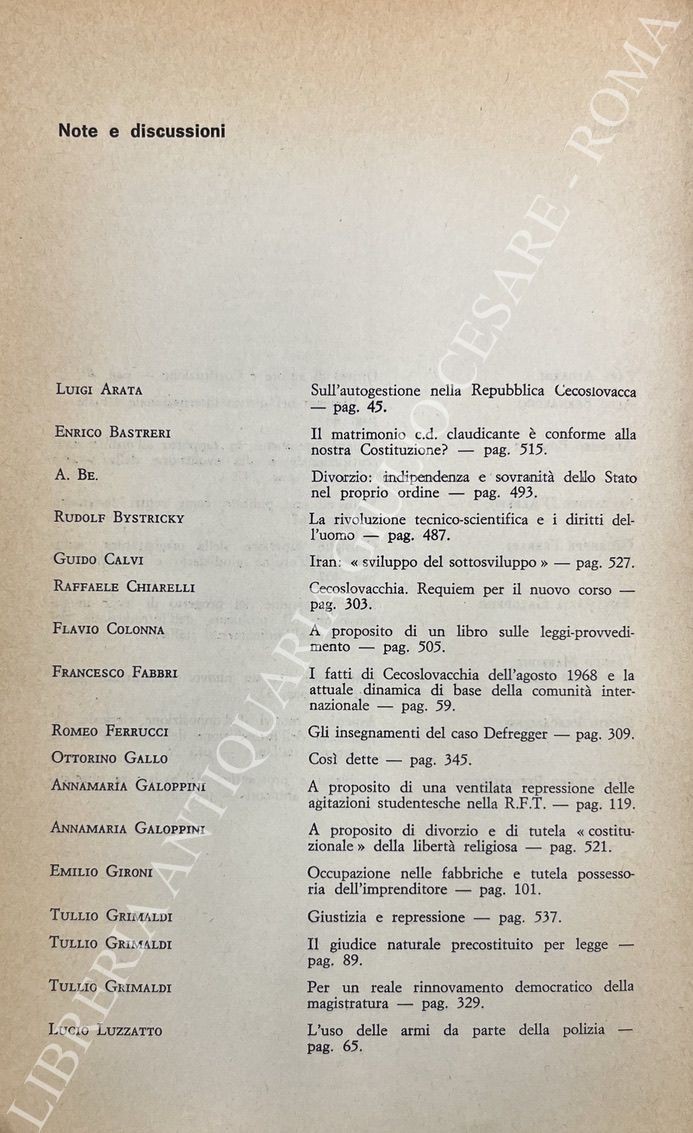 Note e discussioni
LUIGI ARATA Sull'autogestione nella Repubblica Cecoslovacca
— pag. 45.
ENRICO BASTRERI Il matrimonio c.d. claudicante è conforme alla
nostra Costituzione? — pag. 515.
A. BE. Divorzio: indipendenza e sovranità dello Stato
nel proprio ordine — pag. 493.
RUDOLF BYSTRICKY La rivoluzione tecnico-scientifica e i diritti del-
l'uomo — pag. 487.
GUIDO CALVI Iran: « sviluppo del sottosviluppo » — pag. 527.
RAFFAELE CHIARELLI Cecoslovacchia. Requiem per il nuovo corso —
pag. 303.
FLAVIO COLONNA A proposito di un libro sulle leggi-provvedi-
mento — pag. 505.
FRANCESCO FABBRI I fatti di Cecoslovacchia dell'agosto 1968 e la
attuale dinamica di base della comunità inter-
nazionale — pag. 59.
ROMEO FERRUCCI Gli insegnamenti del caso Defregger — pag. 309.
OTTORINO GALLO Così dette — pag. 345.
ANNAMARIA GALOPPINI A proposito di una ventilata repressione delle
agitazioni studentesche nella R.F.T. — pag. 119.
ANNAMARIA GALOPPINI A proposito di divorzio e di tutela « costitu-
zionale » della libertà religiosa — pag. 521.
EMILIO GIRONI Occupazione nelle fabbriche e tutela possesso-
ria dell'imprenditore — pag. 101.
TULLIO GRIMALDI Giustizia e repressione — pag. 537.
TULLIO GRIMALDI Il giudice naturale precostituito per legge —
pag. 89.
TULLIO GRIMALDI Per un reale rinnovamento democratico della
magistratura — pag. 329.
LUCIO LUZZATTO L'uso delle armi da parte della polizia —
pag. 65.
LIBRERIA ANTIQUARIA GIULIO CESARE - ROMA